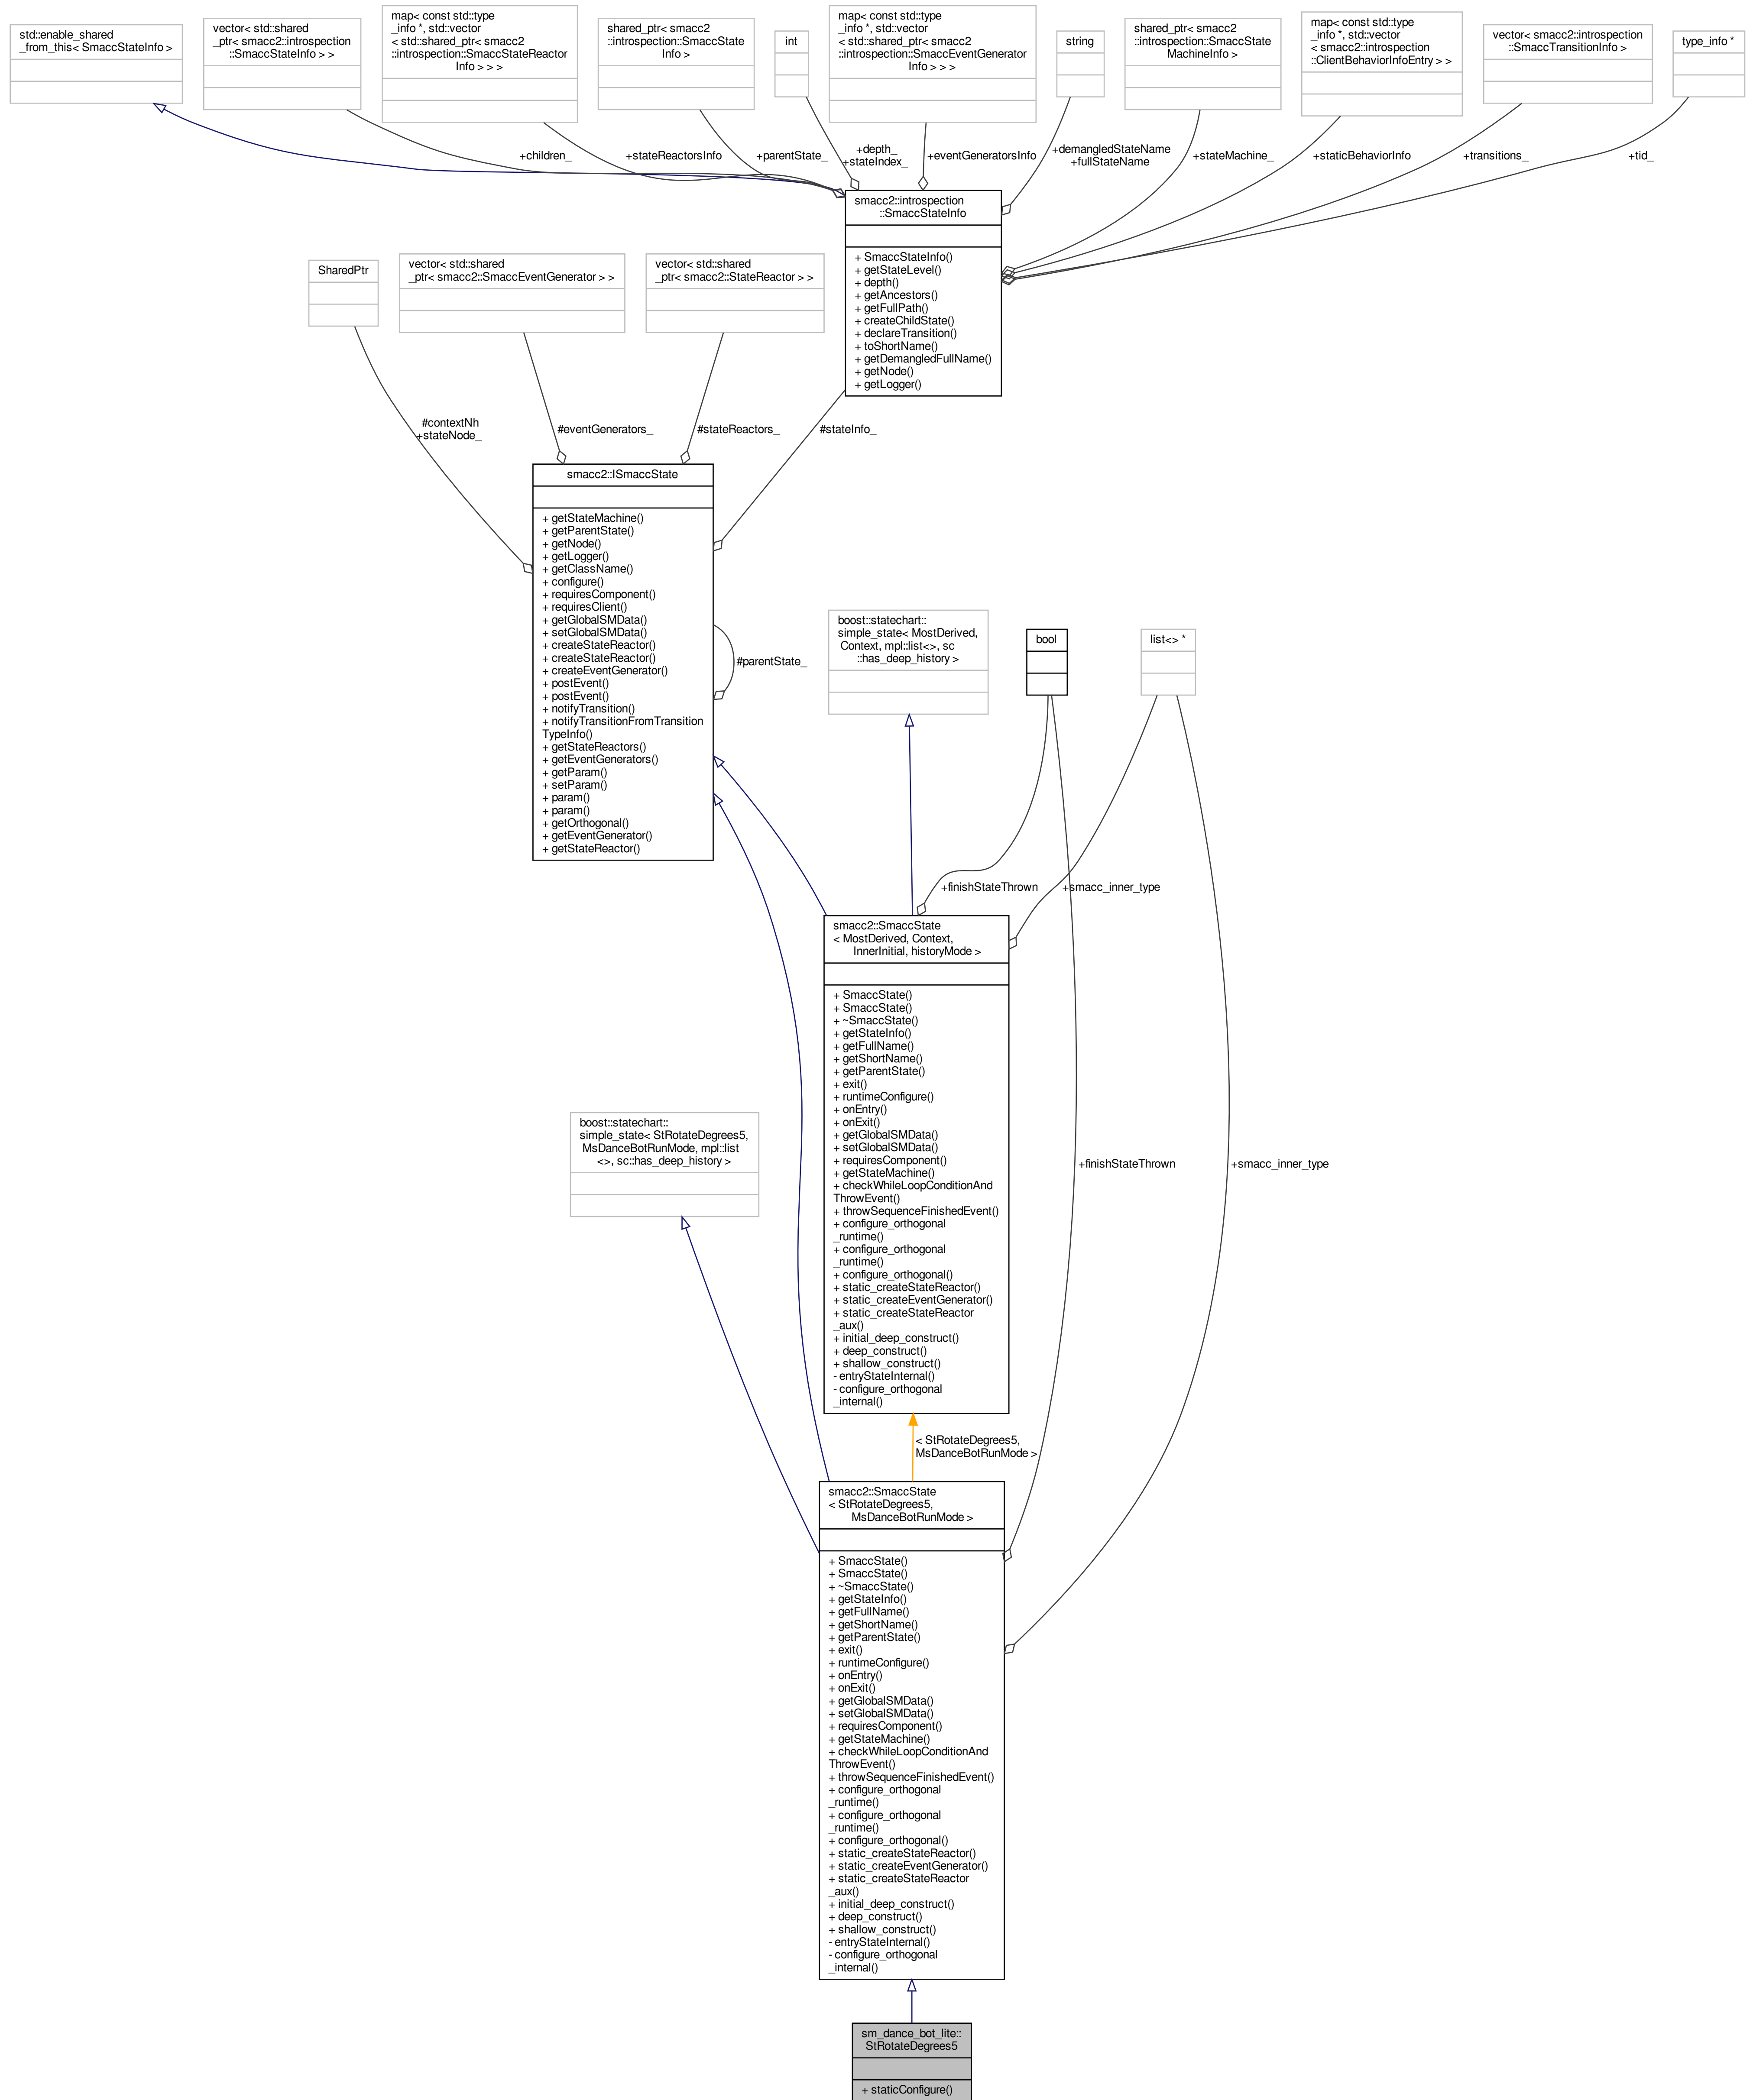 std::enable_shared
_from_this< SmaccStateInfo >
vector< std::shared
_ptr< smacc2::introspection
::SmaccStateInfo > >
map< const std::type
_info *, std::vector
< std::shared_ptr< smacc2
::introspection::SmaccStateReactor
Info > > >
shared_ptr< smacc2
::introspection::SmaccState
Info >
int
map< const std::type
_info *, std::vector
< std::shared_ptr< smacc2
::introspection::SmaccEventGenerator
Info > > >
string
shared_ptr< smacc2
::introspection::SmaccState
MachineInfo >
map< const std::type
_info *, std::vector
< smacc2::introspection
::ClientBehaviorInfoEntry > >
vector< smacc2::introspection
::SmaccTransitionInfo >
type_info *
+children_
+stateReactorsInfo
+parentState_
+depth_
+stateIndex_
+eventGeneratorsInfo
+demangledStateName
+fullStateName
+stateMachine_
+staticBehaviorInfo
+transitions_
+tid_
smacc2::introspection
::SmaccStateInfo
+ SmaccStateInfo()
+ getStateLevel()
+ depth()
+ getAncestors()
+ getFullPath()
+ createChildState()
+ declareTransition()
+ toShortName()
+ getDemangledFullName()
+ getNode()
+ getLogger()
SharedPtr
vector< std::shared
_ptr< smacc2::SmaccEventGenerator > >
vector< std::shared
_ptr< smacc2::StateReactor > >
#contextNh
+stateNode_
#eventGenerators_
#stateReactors_
#stateInfo_
smacc2::ISmaccState
+ getStateMachine()
+ getParentState()
+ getNode()
+ getLogger()
+ getClassName()
+ configure()
+ requiresComponent()
+ requiresClient()
+ getGlobalSMData()
+ setGlobalSMData()
+ createStateReactor()
+ createStateReactor()
+ createEventGenerator()
+ postEvent()
+ postEvent()
+ notifyTransition()
+ notifyTransitionFromTransition
TypeInfo()
+ getStateReactors()
+ getEventGenerators()
+ getParam()
+ setParam()
+ param()
+ param()
+ getOrthogonal()
+ getEventGenerator()
+ getStateReactor()
#parentState_
boost::statechart::
simple_state< MostDerived,
Context, mpl::list<>, sc
::has_deep_history >
bool
list<> *
+finishStateThrown
+smacc_inner_type
smacc2::SmaccState
< MostDerived, Context,
InnerInitial, historyMode >
+ SmaccState()
+ SmaccState()
+ ~SmaccState()
+ getStateInfo()
+ getFullName()
+ getShortName()
+ getParentState()
+ exit()
+ runtimeConfigure()
+ onEntry()
+ onExit()
+ getGlobalSMData()
+ setGlobalSMData()
+ requiresComponent()
+ getStateMachine()
+ checkWhileLoopConditionAnd
ThrowEvent()
+ throwSequenceFinishedEvent()
+ configure_orthogonal
_runtime()
+ configure_orthogonal
_runtime()
+ configure_orthogonal()
+ static_createStateReactor()
+ static_createEventGenerator()
+ static_createStateReactor
_aux()
+ initial_deep_construct()
+ deep_construct()
+ shallow_construct()
- entryStateInternal()
- configure_orthogonal
_internal()
boost::statechart::
simple_state< StRotateDegrees5,
MsDanceBotRunMode, mpl::list
<>, sc::has_deep_history >
+finishStateThrown
+smacc_inner_type
< StRotateDegrees5,
MsDanceBotRunMode >
smacc2::SmaccState
< StRotateDegrees5,
MsDanceBotRunMode >
+ SmaccState()
+ SmaccState()
+ ~SmaccState()
+ getStateInfo()
+ getFullName()
+ getShortName()
+ getParentState()
+ exit()
+ runtimeConfigure()
+ onEntry()
+ onExit()
+ getGlobalSMData()
+ setGlobalSMData()
+ requiresComponent()
+ getStateMachine()
+ checkWhileLoopConditionAnd
ThrowEvent()
+ throwSequenceFinishedEvent()
+ configure_orthogonal
_runtime()
+ configure_orthogonal
_runtime()
+ configure_orthogonal()
+ static_createStateReactor()
+ static_createEventGenerator()
+ static_createStateReactor
_aux()
+ initial_deep_construct()
+ deep_construct()
+ shallow_construct()
- entryStateInternal()
- configure_orthogonal
_internal()
sm_dance_bot_lite::
StRotateDegrees5
+ staticConfigure()